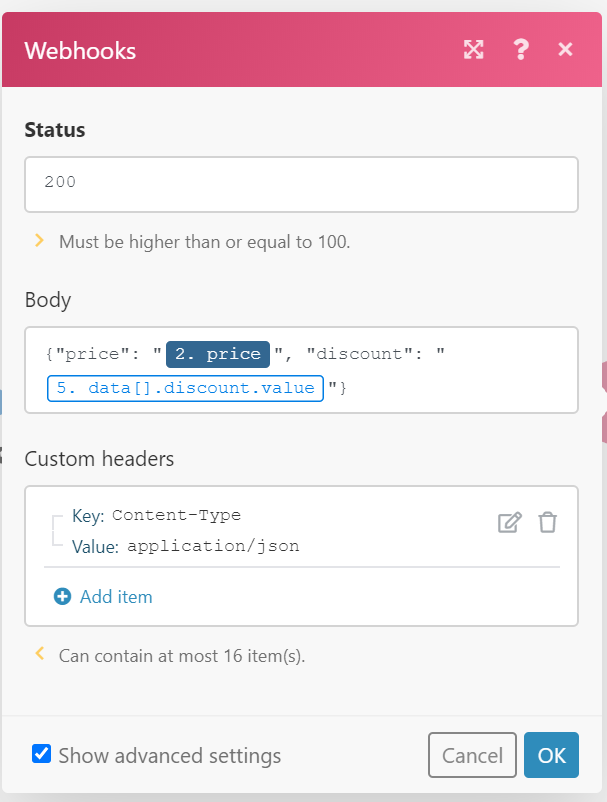 Webhooks
Status
200
Must be higher than or equal to 100.
Body
{"price": " 2. price ", "discount": "
5. data[].discount.value "}
Custom headers
Key: Content-Type
Value: application/json
Add item
Can contain at most 16 item(s).
Show advanced settings Cancel OK